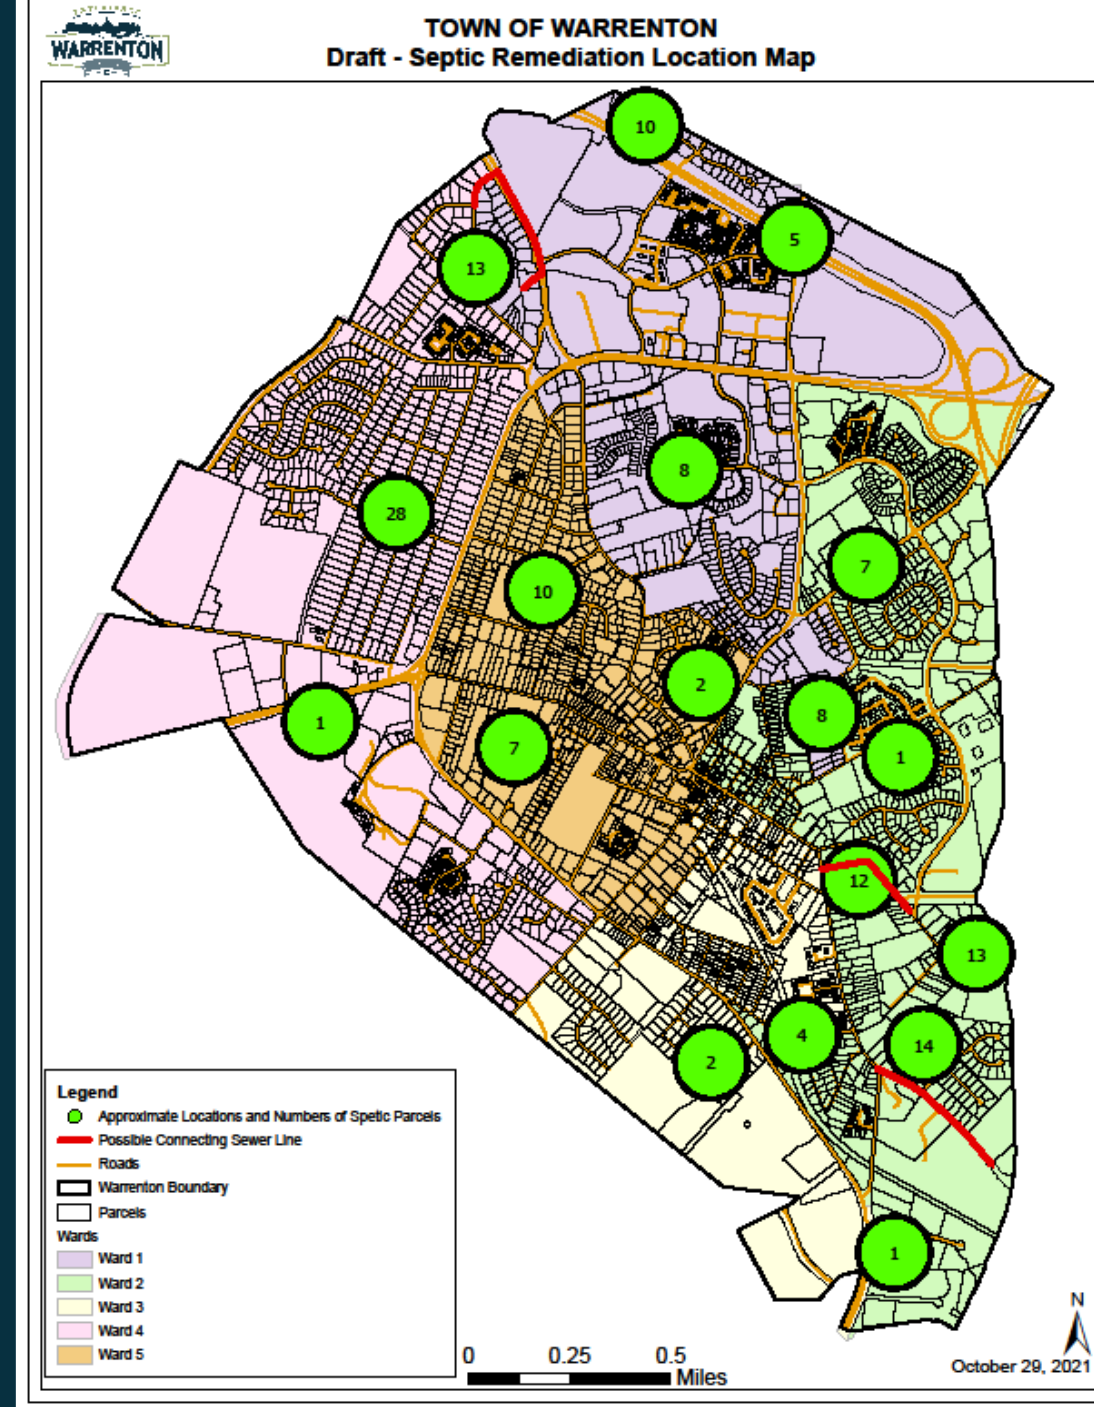 EXPERIENCE
WARRENTON
TOWN OF WARRENTON
Draft - Septic Remediation Location Map
10
5
13
8
28
7
10
2
8
1
1
7
12
13
4
14
2
1
Legend
Approximate Locations and Numbers of Spetic Parcels
Possible Connecting Sewer Line
Roads
Warrenton Boundary
Parcels
Wards
Ward 1
Ward 2
Ward 3
Ward 4
Ward 5
0 0.25 0.5
Miles
N
October 29, 2021